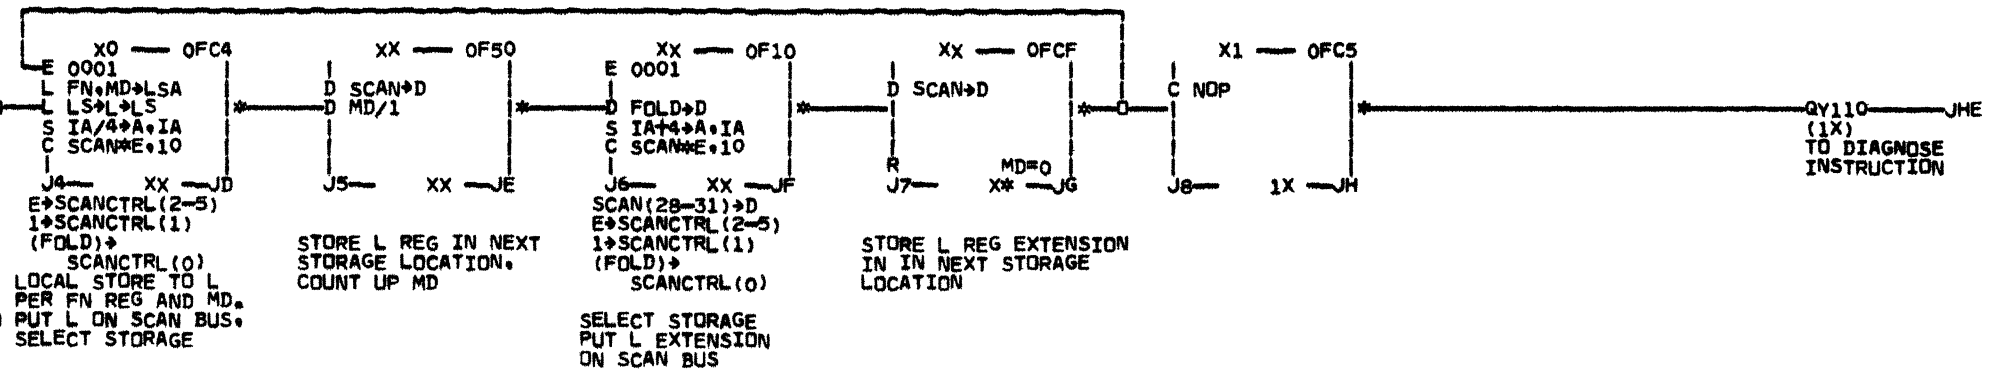 X0 — 0FC4
E 0001
L FN,MD→LSA
L LS→L→LS
S IA/4→A,IA
C SCAN*E,10
J4— XX —JD
E→SCANCTRL(2-5)
1→SCANCTRL(1)
(FOLD)→
SCANCTRL(0)
LOCAL STORE TO L
PER FN REG AND MD.
PUT L ON SCAN BUS.
SELECT STORAGE
*
XX — 0F50
D SCAN→D
D MD/1
J5— XX —JE
STORE L REG IN NEXT
STORAGE LOCATION.
COUNT UP MD
*
XX — 0F10
E 0001
D FOLD→D
S IA+4→A,IA
C SCAN*E,10
J6— XX —JF
SCAN(28-31)→D
E→SCANCTRL(2-5)
1→SCANCTRL(1)
(FOLD)→
SCANCTRL(0)
SELECT STORAGE
PUT L EXTENSION
ON SCAN BUS
*
XX — 0FCF
D SCAN→D
R MD=0
J7— X* —JG
STORE L REG EXTENSION
IN IN NEXT STORAGE
LOCATION
*
X1 — 0FC5
C NOP
J8— 1X —JH
*
QY110——JHE
(1X)
TO DIAGNOSE
INSTRUCTION